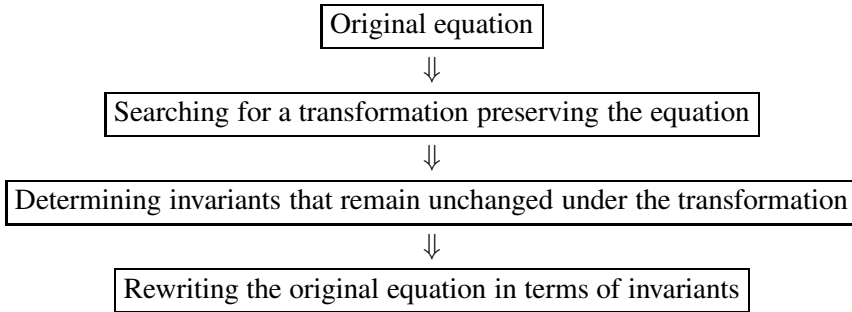 Original equation
⇓
Searching for a transformation preserving the equation
⇓
Determining invariants that remain unchanged under the transformation
⇓
Rewriting the original equation in terms of invariants